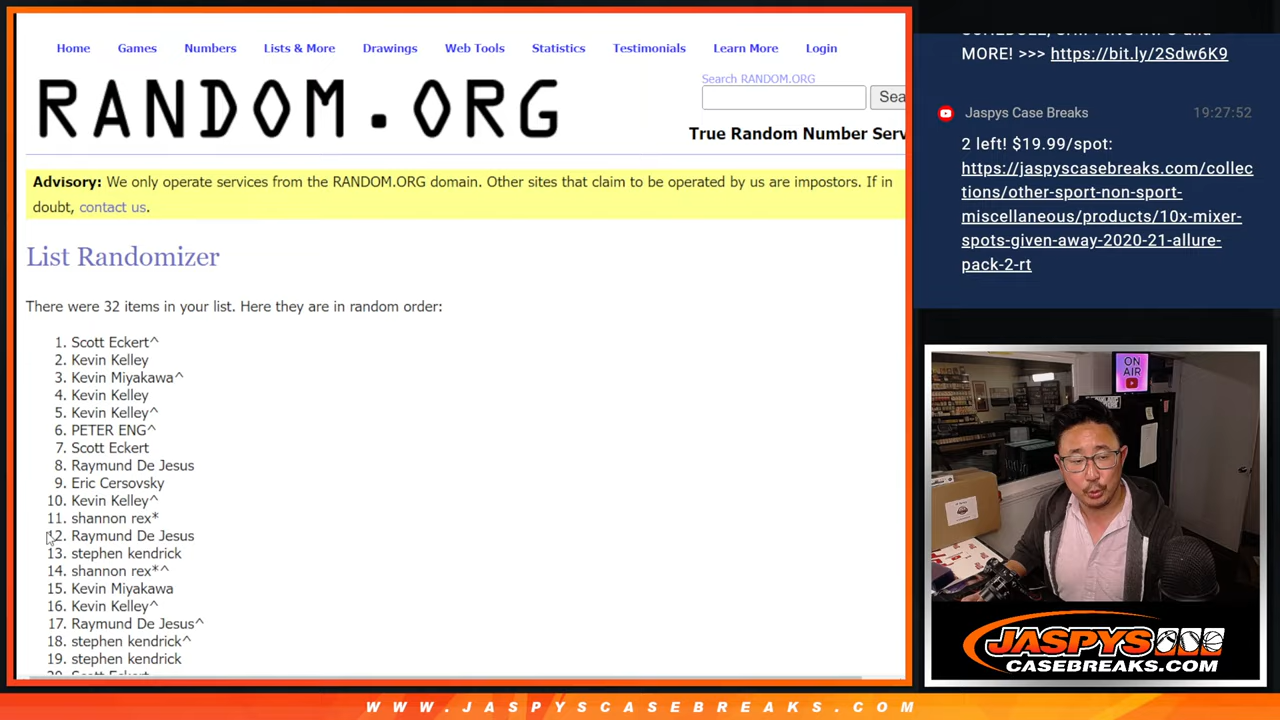 Home Games Numbers Lists & More Drawings Web Tools Statistics Testimonials Learn More Login
RANDOM.ORG
Search RANDOM.ORG
Sea
True Random Number Serv
Advisory: We only operate services from the RANDOM.ORG domain. Other sites that claim to be operated by us are impostors. If in
doubt, contact us.
List Randomizer
There were 32 items in your list. Here they are in random order:
1. Scott Eckert^
2. Kevin Kelley
3. Kevin Miyakawa^
4. Kevin Kelley
5. Kevin Kelley^
6. PETER ENG^
7. Scott Eckert
8. Raymund De Jesus
9. Eric Cersovsky
10. Kevin Kelley^
11. shannon rex*
12. Raymund De Jesus
13. stephen kendrick
14. shannon rex*^
15. Kevin Miyakawa
16. Kevin Kelley^
17. Raymund De Jesus^
18. stephen kendrick^
19. stephen kendrick
MORE! >>> https://bit.ly/2Sdw6K9
Jaspys Case Breaks 19:27:52
2 left! $19.99/spot:
https://jaspyscasebreaks.com/collec
tions/other-sport-non-sport-
miscellaneous/products/10x-mixer-
spots-given-away-2020-21-allure-
pack-2-rt
ON
AIR
JASPYS
CASEBREAKS.COM
WWW.JASPYSCASEBREAKS.COM